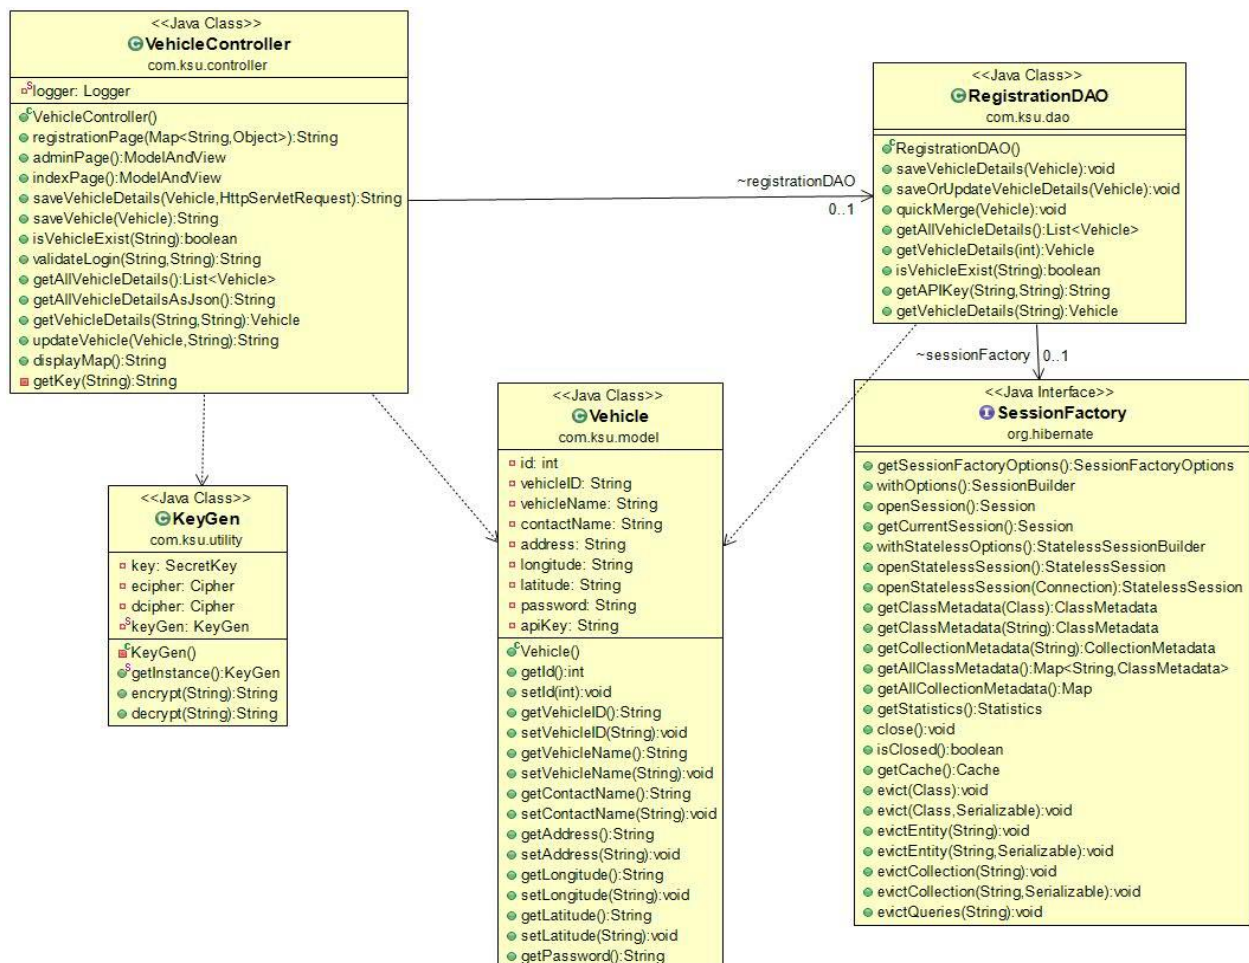 <<Java Class>>
VehicleController
com.ksu.controller
logger: Logger
VehicleController()
registrationPage(Map<String,Object>):String
adminPage():ModelAndView
indexPage():ModelAndView
saveVehicleDetails(Vehicle,HttpServletRequest):String
saveVehicle(Vehicle):String
isVehicleExist(String):boolean
validateLogin(String,String):String
getAllVehicleDetails():List<Vehicle>
getAllVehicleDetailsAsJson():String
getVehicleDetails(String,String):Vehicle
updateVehicle(Vehicle,String):String
displayMap():String
getKey(String):String
~registrationDAO
0..1
<<Java Class>>
RegistrationDAO
com.ksu.dao
RegistrationDAO()
saveVehicleDetails(Vehicle):void
saveOrUpdateVehicleDetails(Vehicle):void
quickMerge(Vehicle):void
getAllVehicleDetails():List<Vehicle>
getVehicleDetails(int):Vehicle
isVehicleExist(String):boolean
getAPIKey(String,String):String
getVehicleDetails(String):Vehicle
~sessionFactory
0..1
<<Java Class>>
KeyGen
com.ksu.utility
key: SecretKey
ecipher: Cipher
dcipher: Cipher
keyGen: KeyGen
KeyGen()
getInstance():KeyGen
encrypt(String):String
decrypt(String):String
<<Java Class>>
Vehicle
com.ksu.model
id: int
vehicleID: String
vehicleName: String
contactName: String
address: String
longitude: String
latitude: String
password: String
apiKey: String
Vehicle()
getId():int
setId(int):void
getVehicleID():String
setVehicleID(String):void
getVehicleName():String
setVehicleName(String):void
getContactName():String
setContactName(String):void
getAddress():String
setAddress(String):void
getLongitude():String
setLongitude(String):void
getLatitude():String
setLatitude(String):void
getPassword():String
<<Java Interface>>
SessionFactory
org.hibernate
getSessionFactoryOptions():SessionFactoryOptions
withOptions():SessionBuilder
openSession():Session
getCurrentSession():Session
withStatelessOptions():StatelessSessionBuilder
openStatelessSession():StatelessSession
openStatelessSession(Connection):StatelessSession
getClassMetadata(Class):ClassMetadata
getClassMetadata(String):ClassMetadata
getCollectionMetadata(String):CollectionMetadata
getAllClassMetadata():Map<String,ClassMetadata>
getAllCollectionMetadata():Map
getStatistics():Statistics
close():void
isClosed():boolean
getCache():Cache
evict(Class):void
evict(Class,Serializable):void
evictEntity(String):void
evictEntity(String,Serializable):void
evictCollection(String):void
evictCollection(String,Serializable):void
evictQueries(String):void